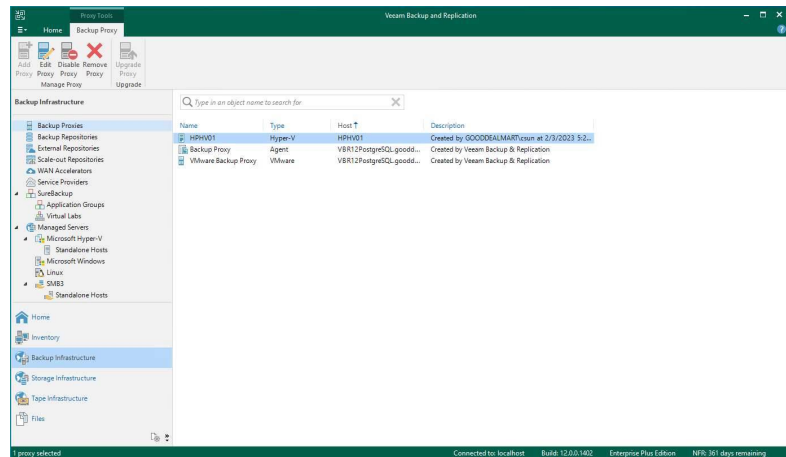 Proxy Tools
Veeam Backup and Replication
Home Backup Proxy
Add Proxy
Edit Proxy
Disable Proxy
Remove Proxy
Upgrade Proxy
Manage Proxy
Upgrade
Backup Infrastructure
Type in an object name to search for
Backup Proxies
Backup Repositories
External Repositories
Scale-out Repositories
WAN Accelerators
Service Providers
SureBackup
Application Groups
Virtual Labs
Managed Servers
Microsoft Hyper-V
Standalone Hosts
Microsoft Windows
Linux
SMB3
Standalone Hosts
Name Type Host Description
HPHV01 Hyper-V HPHV01 Created by GOODDEALMART\csun at 2/3/2023 5:2...
Backup Proxy Agent VBR12PostgreSQL.goodd... Created by Veeam Backup & Replication
VMware Backup Proxy VMware VBR12PostgreSQL.goodd... Created by Veeam Backup & Replication
Home
Inventory
Backup Infrastructure
Storage Infrastructure
Tape Infrastructure
Files
1 proxy selected
Connected to: localhost Build: 12.0.0.1402 Enterprise Plus Edition NFR: 361 days remaining